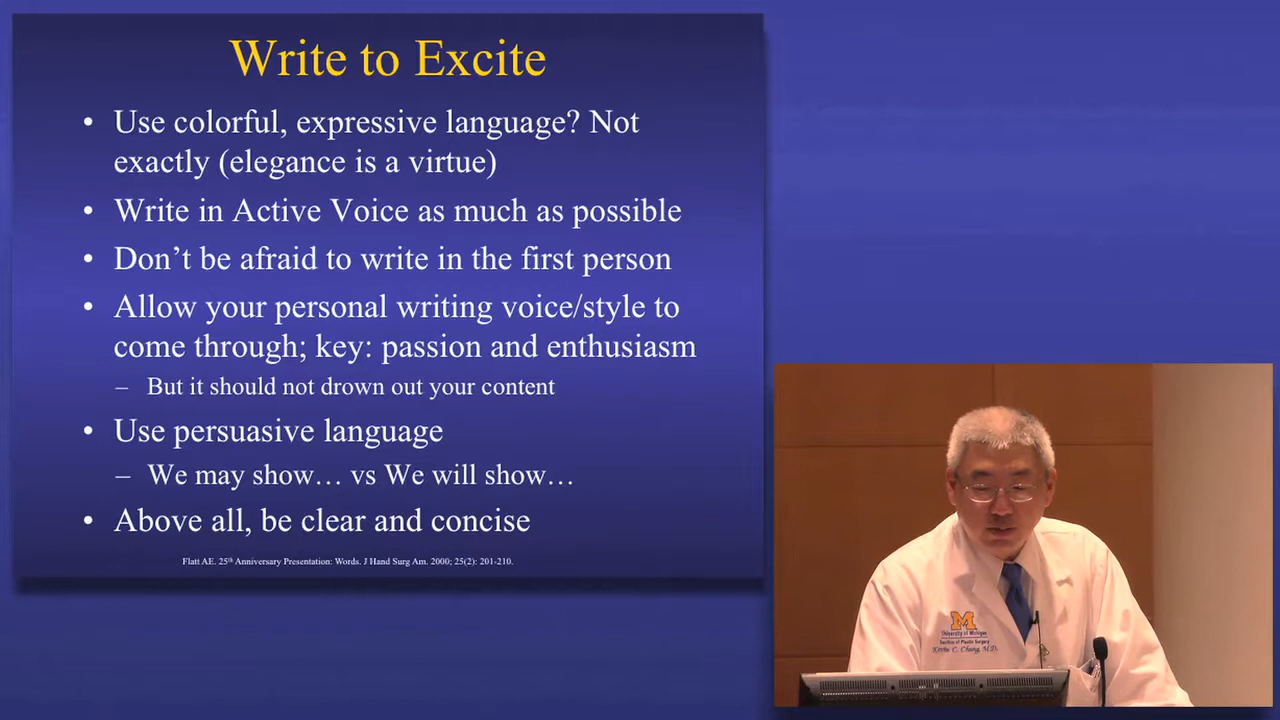 Write to Excite
• Use colorful, expressive language? Not
exactly (elegance is a virtue)
• Write in Active Voice as much as possible
• Don’t be afraid to write in the first person
• Allow your personal writing voice/style to
come through; key: passion and enthusiasm
– But it should not drown out your content
• Use persuasive language
– We may show… vs We will show…
• Above all, be clear and concise
Flatt AE. 25th Anniversary Presentation: Words. J Hand Surg Am. 2000; 25(2): 201-210.
M
University of Michigan
Section of Plastic Surgery
Kevin C. Chung, M.D.